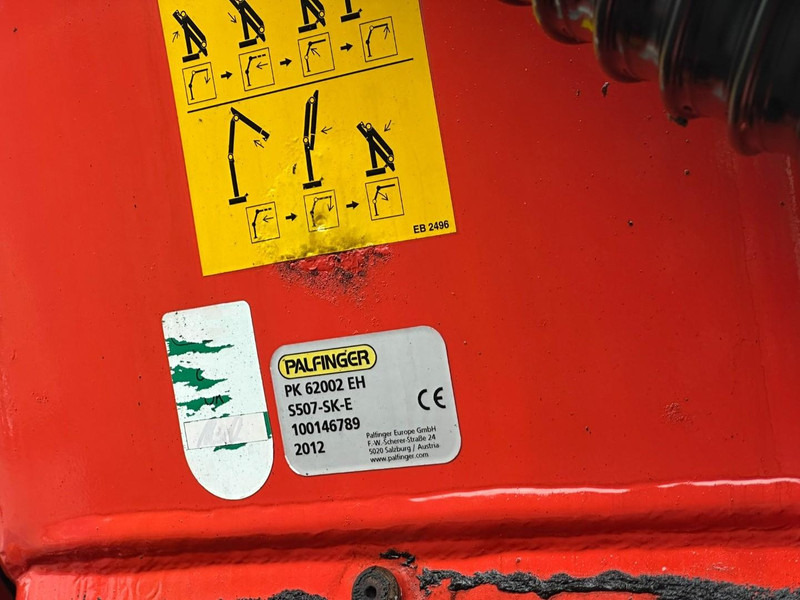 EB 2496
PALFINGER
PK 62002 EH
S507-SK-E
100146789
2012
CE
Palfinger Europe GmbH
F.-W.-Scherer-Straße 24
5020 Salzburg / Austria
www.palfinger.com